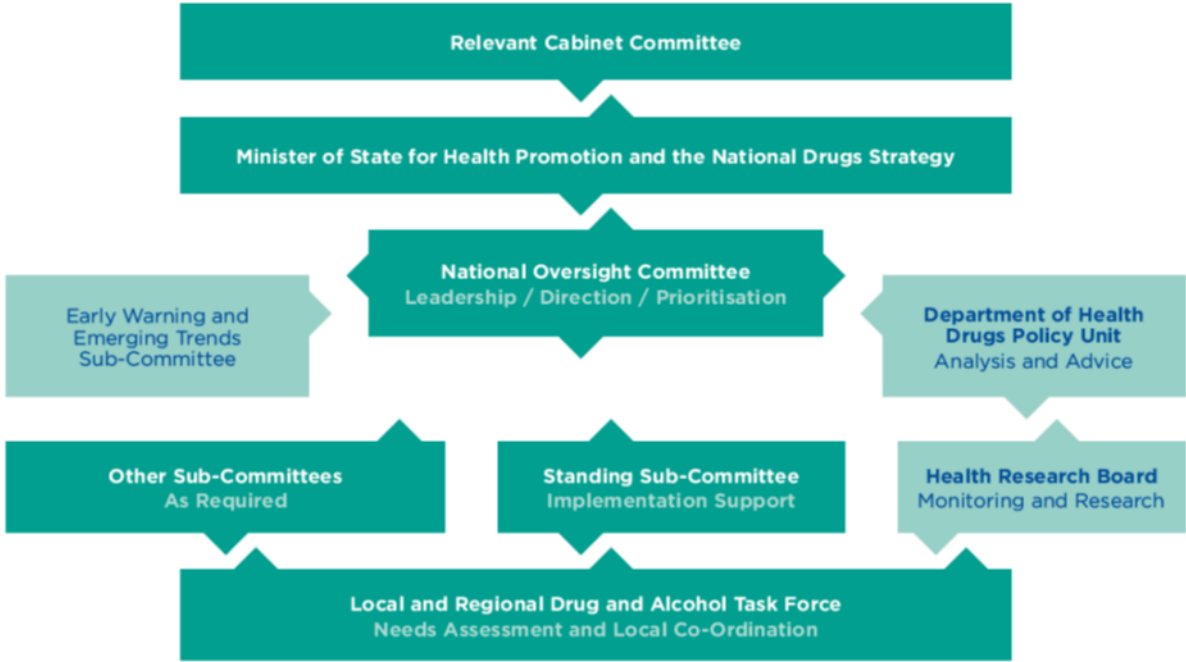 Relevant Cabinet Committee
Minister of State for Health Promotion and the National Drugs Strategy
National Oversight Committee
Leadership / Direction / Prioritisation
Early Warning and
Emerging Trends
Sub-Committee
Department of Health
Drugs Policy Unit
Analysis and Advice
Other Sub-Committees
As Required
Standing Sub-Committee
Implementation Support
Health Research Board
Monitoring and Research
Local and Regional Drug and Alcohol Task Force
Needs Assessment and Local Co-Ordination